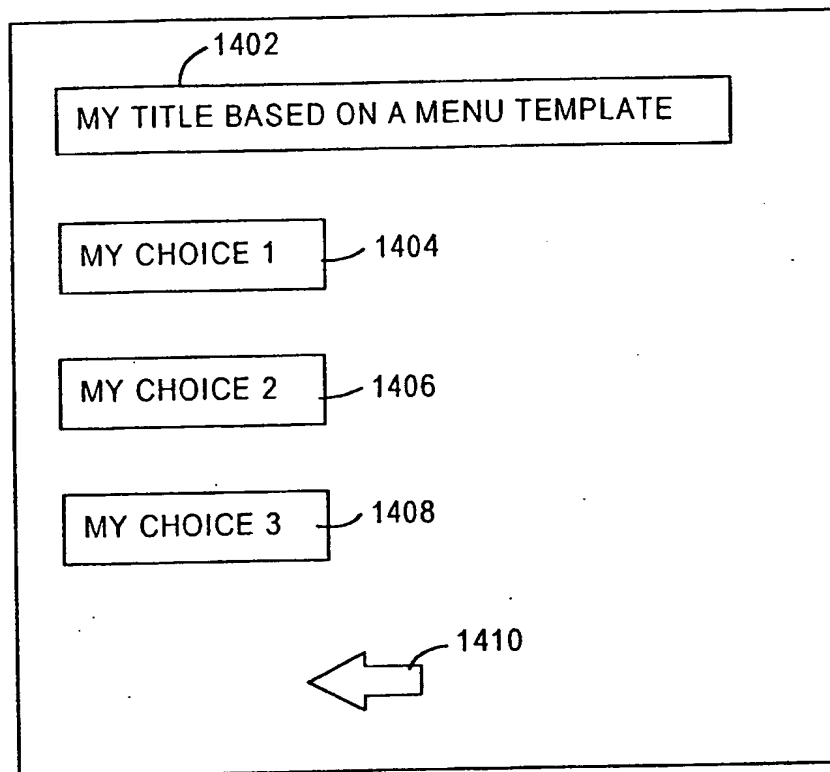 1402
MY TITLE BASED ON A MENU TEMPLATE
MY CHOICE 1
1404
MY CHOICE 2
1406
MY CHOICE 3
1408
1410